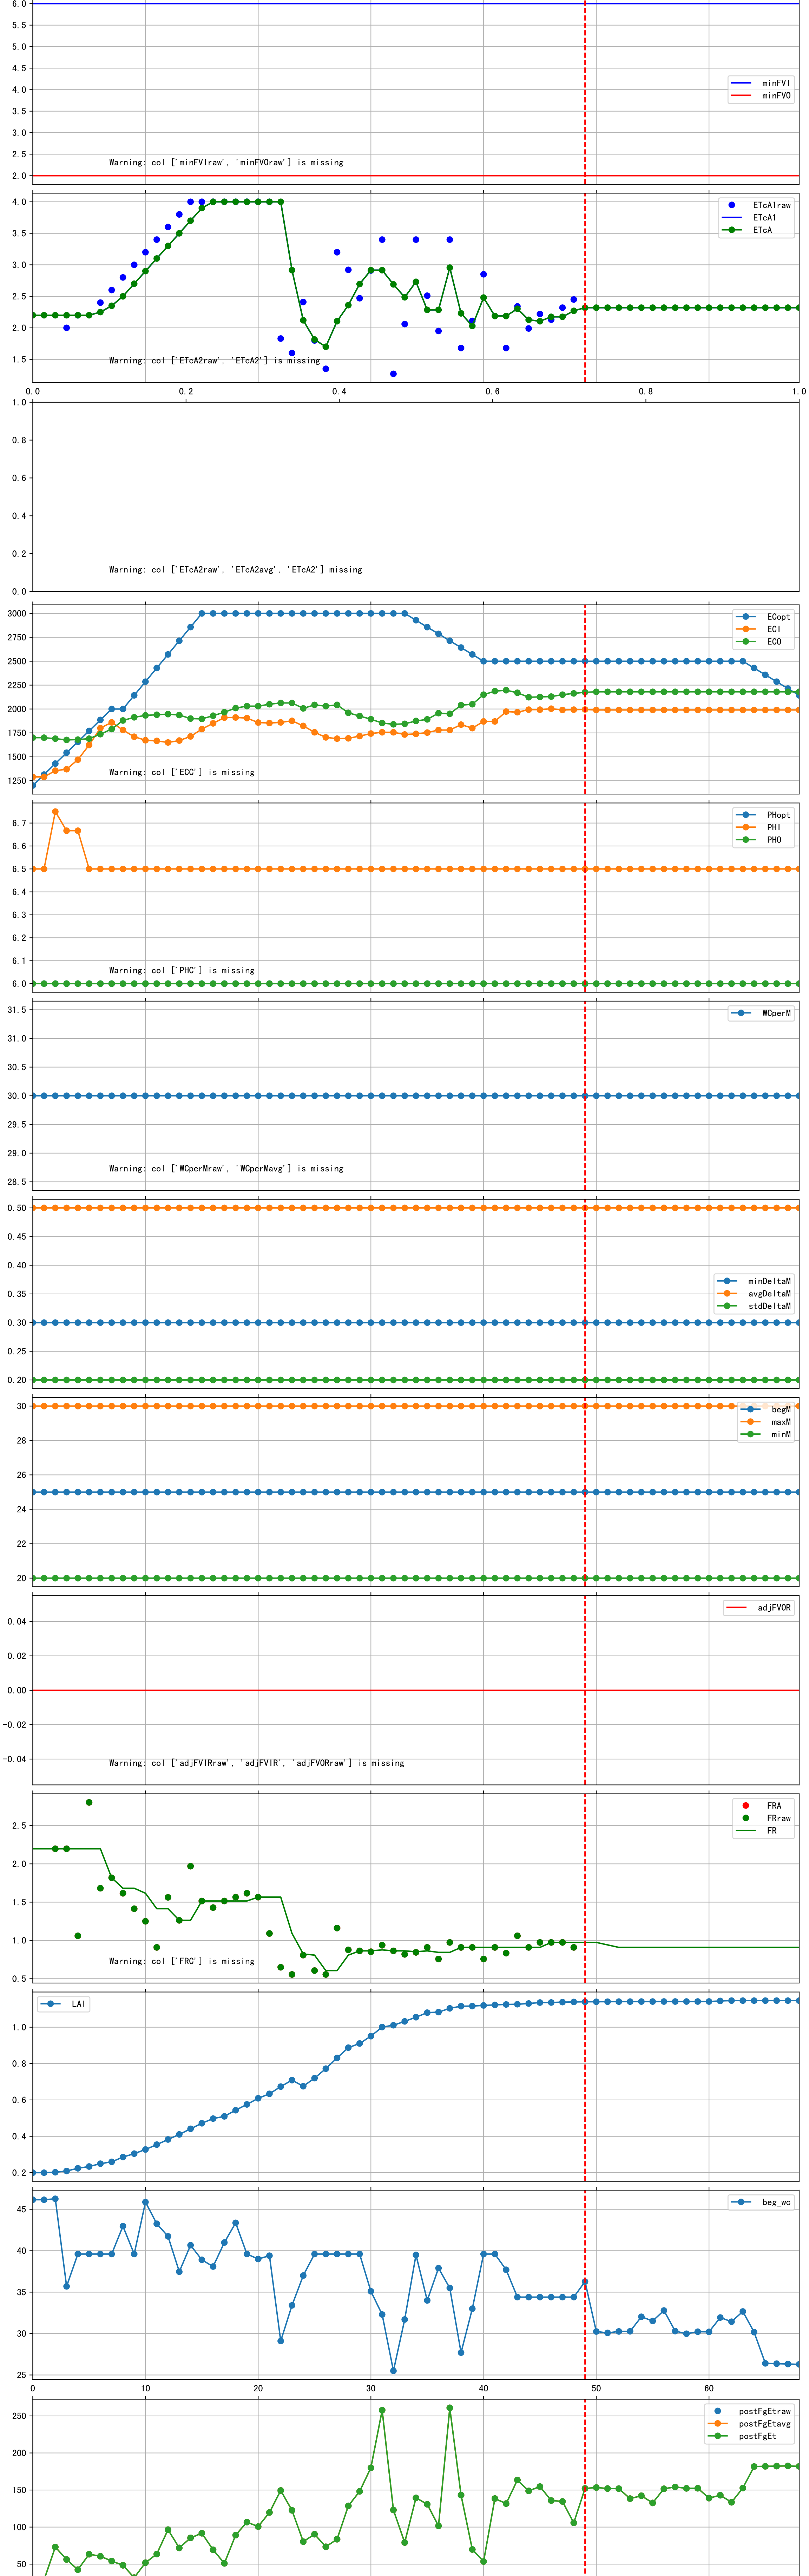 6.0
5.5
5.0
4.5
4.0
3.5
3.0
2.5
2.0
minFVI
minFVO
Warning: col ['minFVIraw', 'minFVOraw'] is missing
4.0
3.5
3.0
2.5
2.0
1.5
ETcA1raw
ETcA1
ETcA
Warning: col ['ETcA2raw', 'ETcA2'] is missing
0.0 0.2 0.4 0.6 0.8 1.0
1.0
0.8
0.6
0.4
0.2
0.0
Warning: col ['ETcA2raw', 'ETcA2avg', 'ETcA2'] missing
3000
2750
2500
2250
2000
1750
1500
1250
ECopt
ECI
ECO
Warning: col ['ECC'] is missing
6.7
6.6
6.5
6.4
6.3
6.2
6.1
6.0
PHopt
PHI
PHO
Warning: col ['PHC'] is missing
31.5
31.0
30.5
30.0
29.5
29.0
28.5
WCperM
Warning: col ['WCperMraw', 'WCperMavg'] is missing
0.50
0.45
0.40
0.35
0.30
0.25
0.20
minDeltaM
avgDeltaM
stdDeltaM
30
28
26
24
22
20
begM
maxM
minM
0.04
0.02
0.00
−0.02
−0.04
adjFVOR
Warning: col ['adjFVIRraw', 'adjFVIR', 'adjFVORraw'] is missing
2.5
2.0
1.5
1.0
0.5
FRA
FRraw
FR
Warning: col ['FRC'] is missing
1.0
0.8
0.6
0.4
0.2
LAI
45
40
35
30
25
beg_wc
0 10 20 30 40 50 60
250
200
150
100
50
postFgEtraw
postFgEtavg
postFgEt